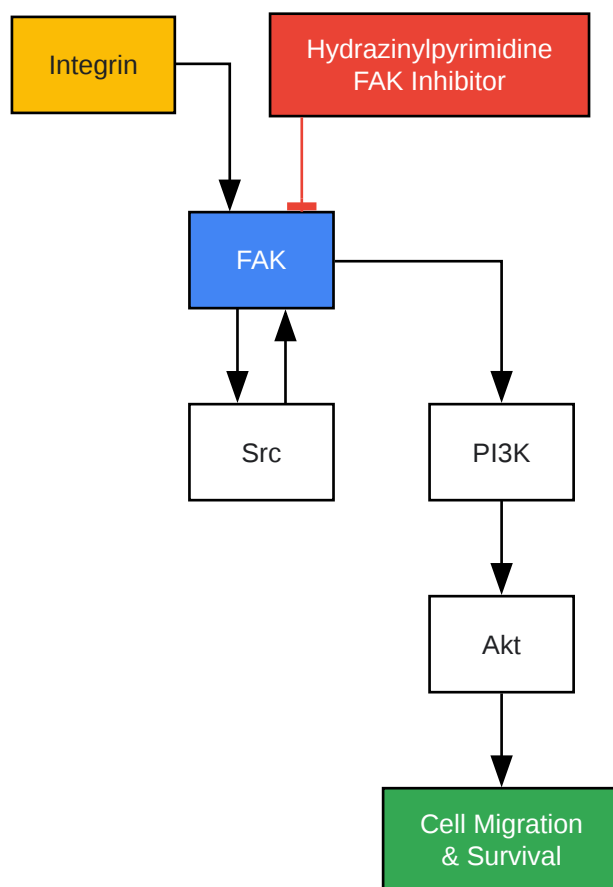 Integrin
Hydrazinylpyrimidine
FAK Inhibitor
FAK
Src
PI3K
Akt
Cell Migration
& Survival